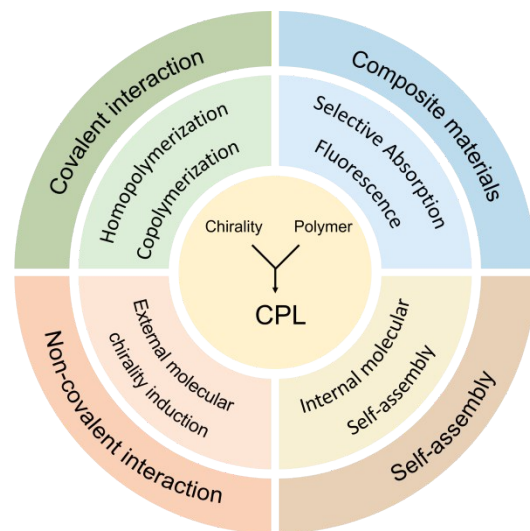 Covalent interaction
Homopolymerization
Copolymerization
Composite materials
Selective Absorption
Fluorescence
Chirality
Polymer
CPL
Non-covalent interaction
External molecular
chirality induction
Internal molecular
Self-assembly
Self-assembly